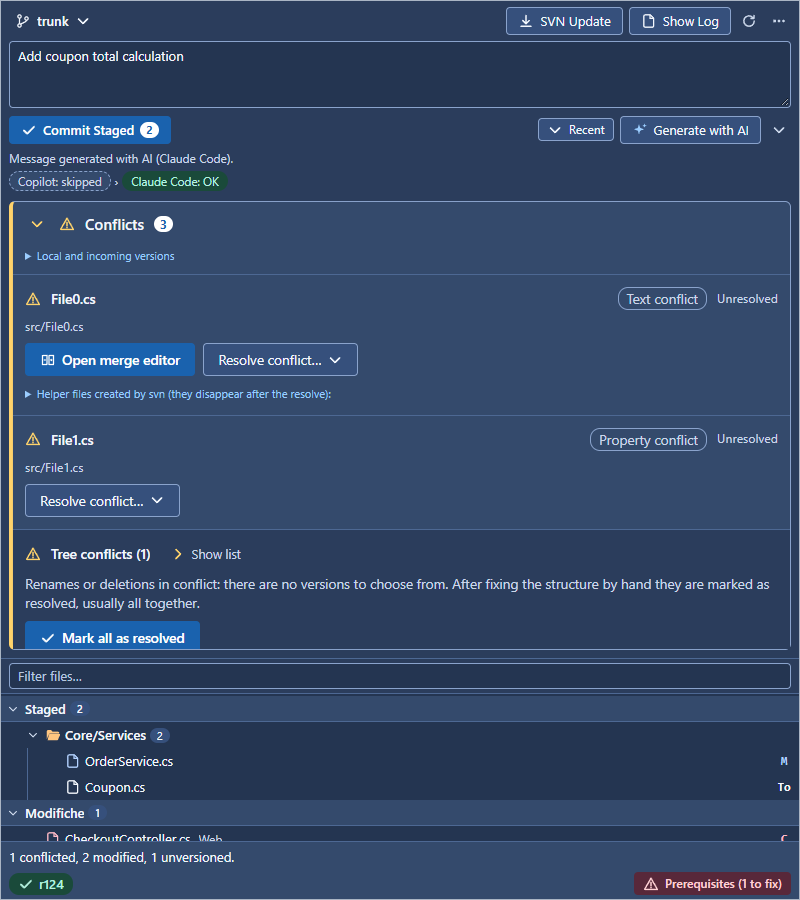 trunk
SVN Update
Show Log
Add coupon total calculation
Commit Staged 2
Recent
Generate with AI
Message generated with AI (Claude Code).
Copilot: skipped › Claude Code: OK
Conflicts 3
Local and incoming versions
File0.cs
Text conflict
Unresolved
src/File0.cs
Open merge editor
Resolve conflict...
Helper files created by svn (they disappear after the resolve):
File1.cs
Property conflict
Unresolved
src/File1.cs
Resolve conflict...
Tree conflicts (1)
Show list
Renames or deletions in conflict: there are no versions to choose from. After fixing the structure by hand they are marked as
resolved, usually all together.
Mark all as resolved
Filter files...
Staged 2
Core/Services 2
OrderService.cs M
Coupon.cs To
Modifiche 1
CheckoutController.cs Web C
1 conflicted, 2 modified, 1 unversioned.
r124
Prerequisites (1 to fix)